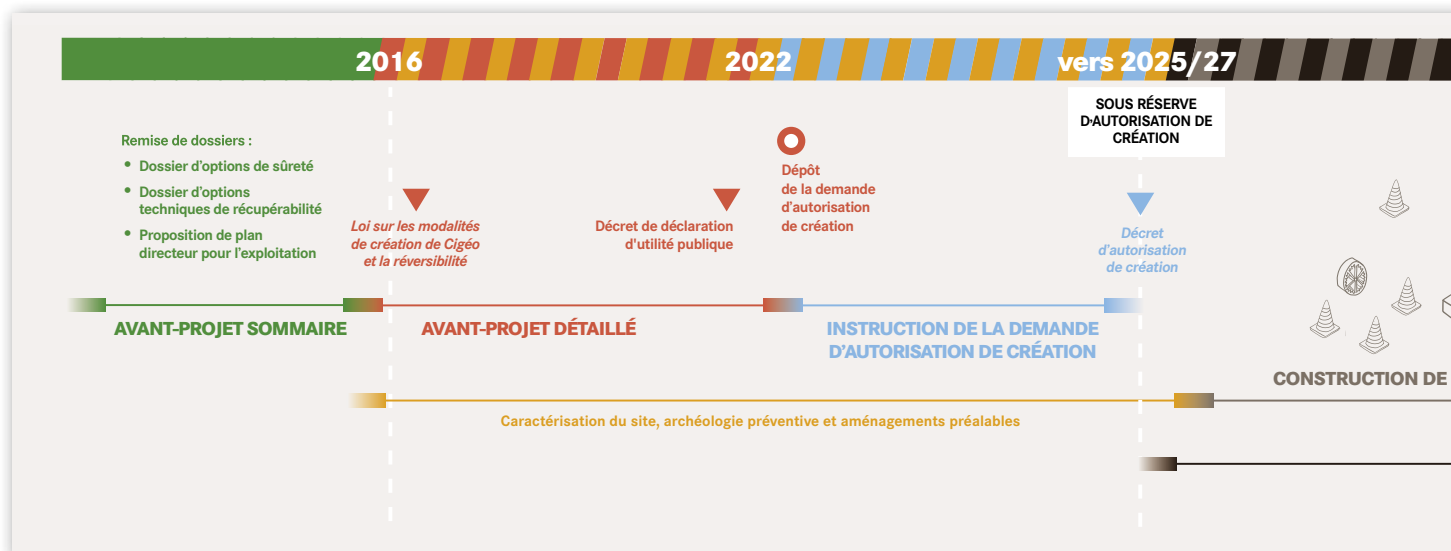 2016
2022
vers 2025/27
SOUS RÉSERVE
D'AUTORISATION DE
CRÉATION
Remise de dossiers :
• Dossier d'options de sûreté
• Dossier d'options
techniques de récupérabilité
• Proposition de plan
directeur pour l'exploitation
Loi sur les modalités
de création de Cigéo
et la réversibilité
Décret de déclaration
d'utilité publique
Dépôt
de la demande
d'autorisation
de création
Décret
d'autorisation
de création
AVANT-PROJET SOMMAIRE
AVANT-PROJET DÉTAILLÉ
INSTRUCTION DE LA DEMANDE
D'AUTORISATION DE CRÉATION
CONSTRUCTION DE
Caractérisation du site, archéologie préventive et aménagements préalables